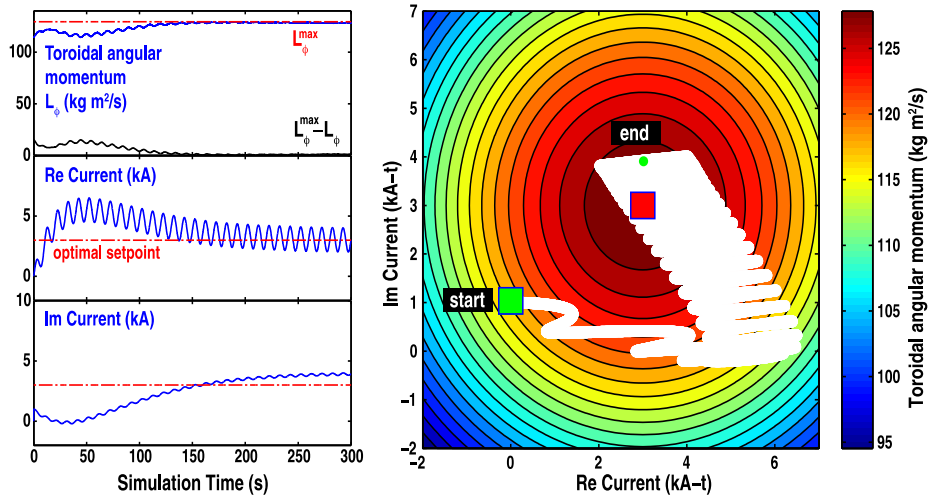 100
50
0
L_ϕ^max
Toroidal angular
momentum
L_ϕ (kg m²/s)
L_ϕ^max–L_ϕ
Re Current (kA)
5
0
optimal setpoint
10
Im Current (kA)
5
0
0 50 100 150 200 250 300
Simulation Time (s)
7
6
5
4
3
2
1
0
−1
−2
Im Current (kA−t)
end
start
−2 0 2 4 6
Re Current (kA−t)
125
120
115
110
105
100
95
Toroidal angular momentum (kg m²/s)